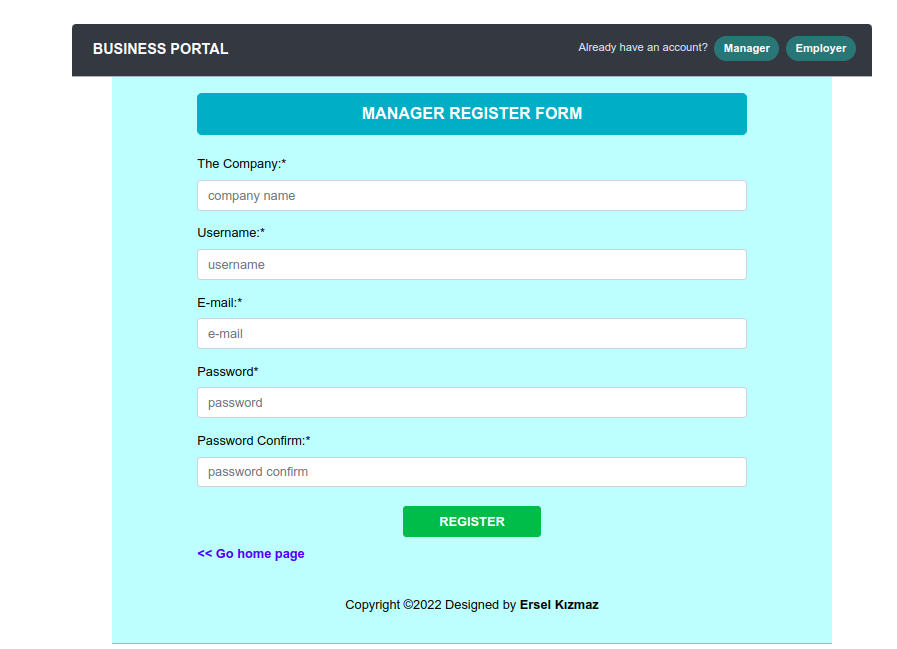 BUSINESS PORTAL
Already have an account? Manager Employer
MANAGER REGISTER FORM
The Company:*
company name
Username:*
username
E-mail:*
e-mail
Password*
password
Password Confirm:*
password confirm
REGISTER
<< Go home page
Copyright ©2022 Designed by Ersel Kızmaz